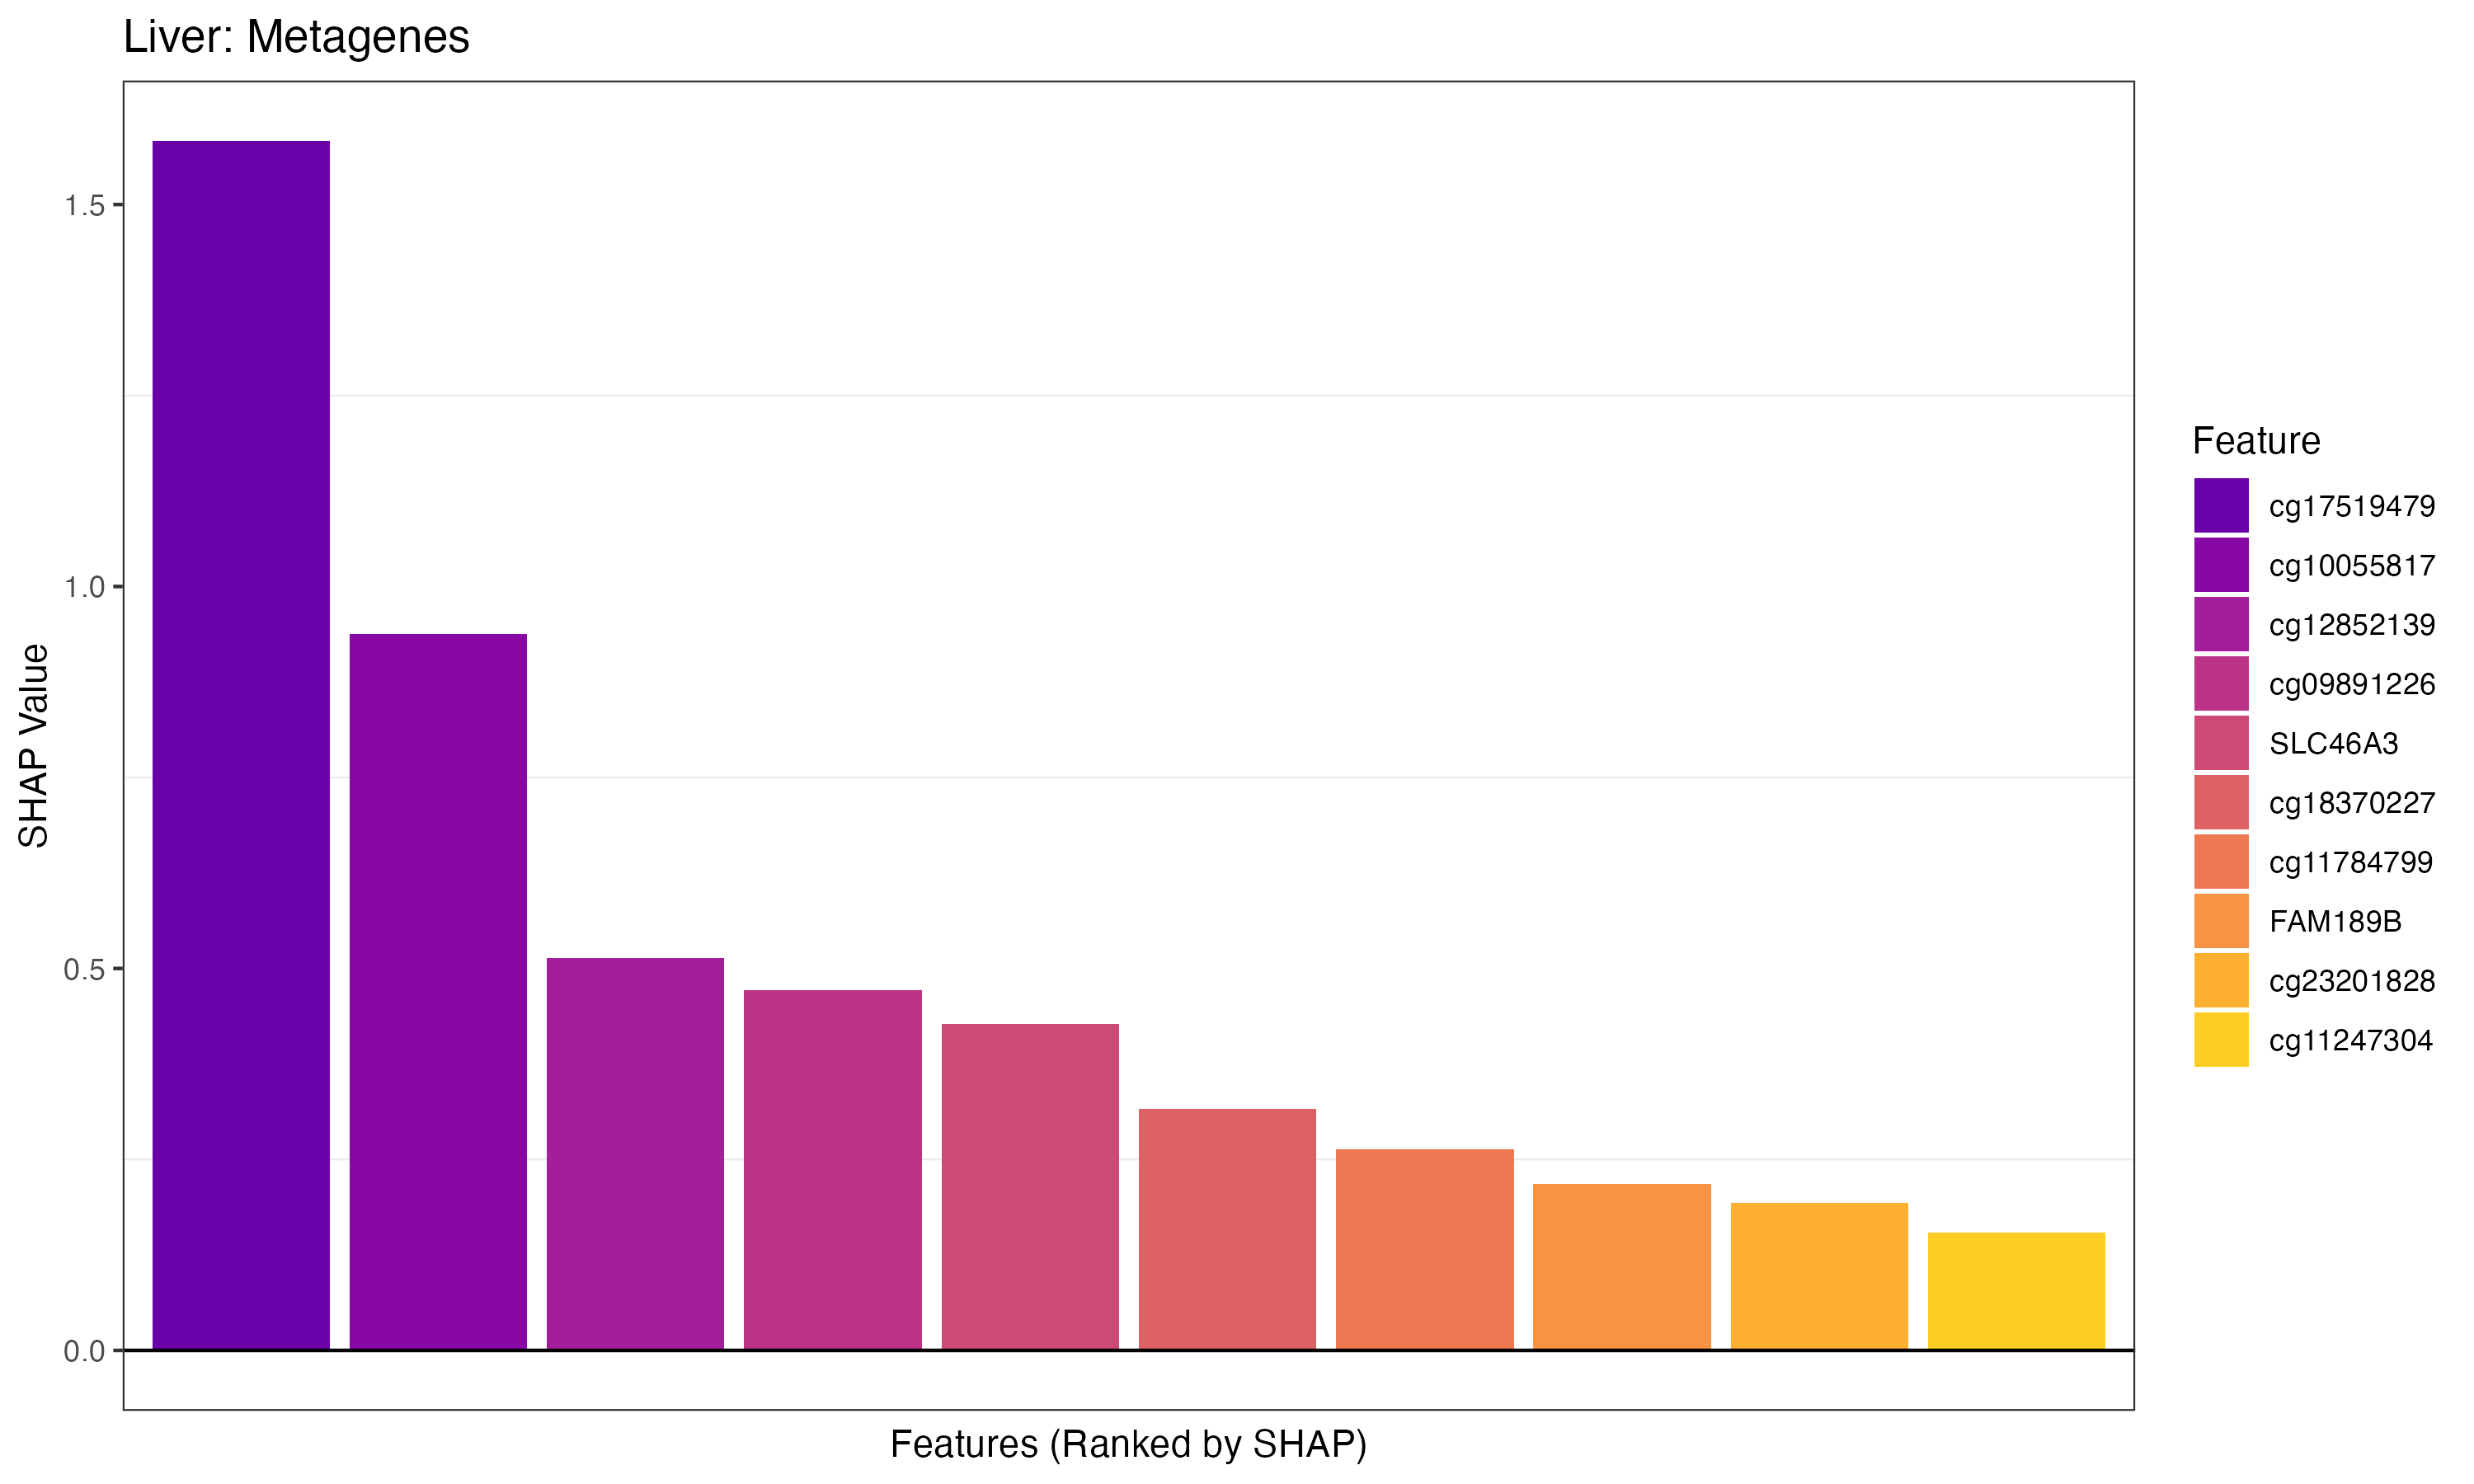 Liver: Metagenes
1.5
1.0
0.5
0.0
SHAP Value
Features (Ranked by SHAP)
Feature
cg17519479
cg10055817
cg12852139
cg09891226
SLC46A3
cg18370227
cg11784799
FAM189B
cg23201828
cg11247304